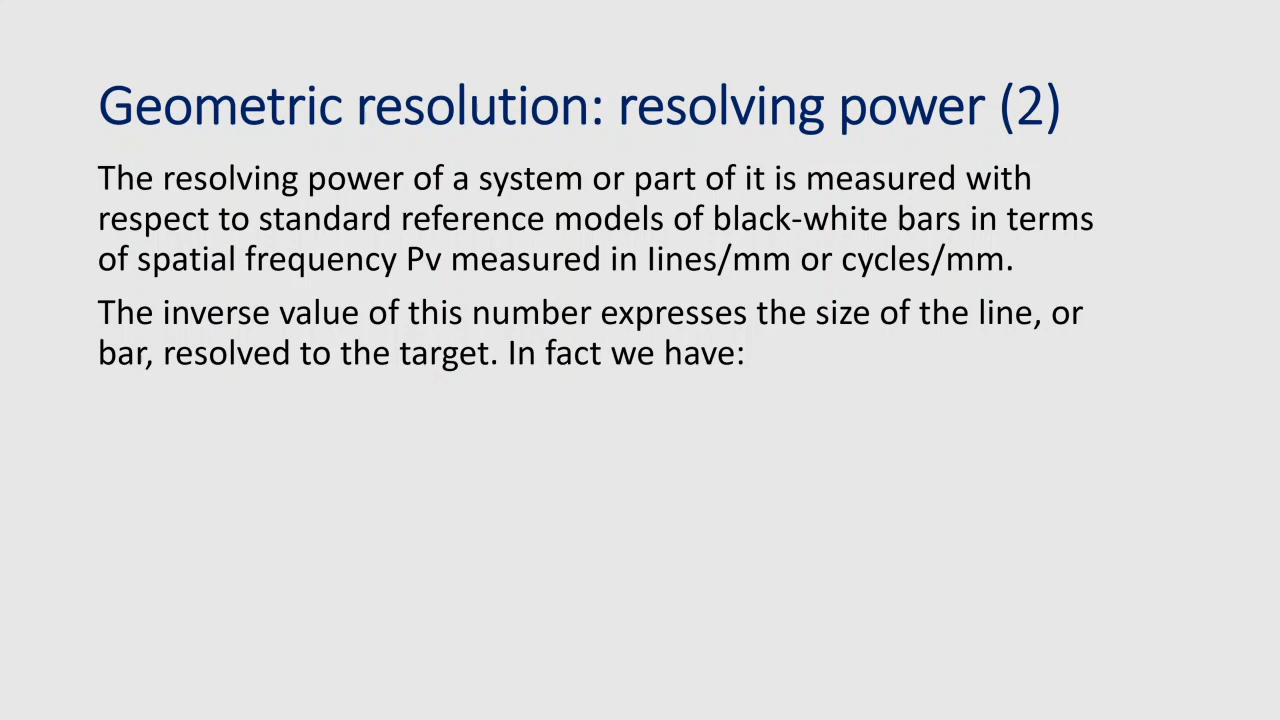 Geometric resolution: resolving power (2)
The resolving power of a system or part of it is measured with
respect to standard reference models of black-white bars in terms
of spatial frequency Pv measured in Iines/mm or cycles/mm.
The inverse value of this number expresses the size of the line, or
bar, resolved to the target. In fact we have: